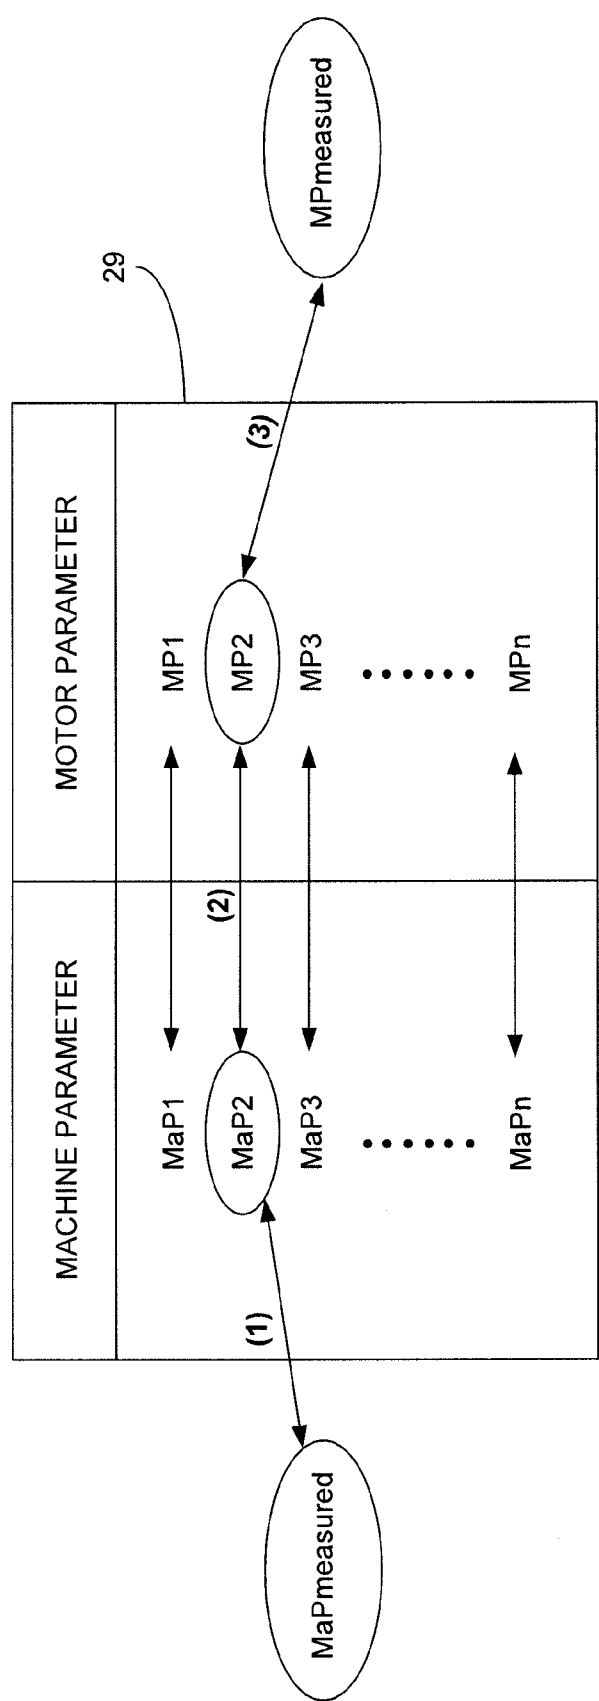 29
MACHINE PARAMETER MOTOR PARAMETER
MaP1 MP1
(2)
MaP2 MP2
(1) (3)
MaP3 MP3
MaPmeasured MPmeasured
MaPn MPn